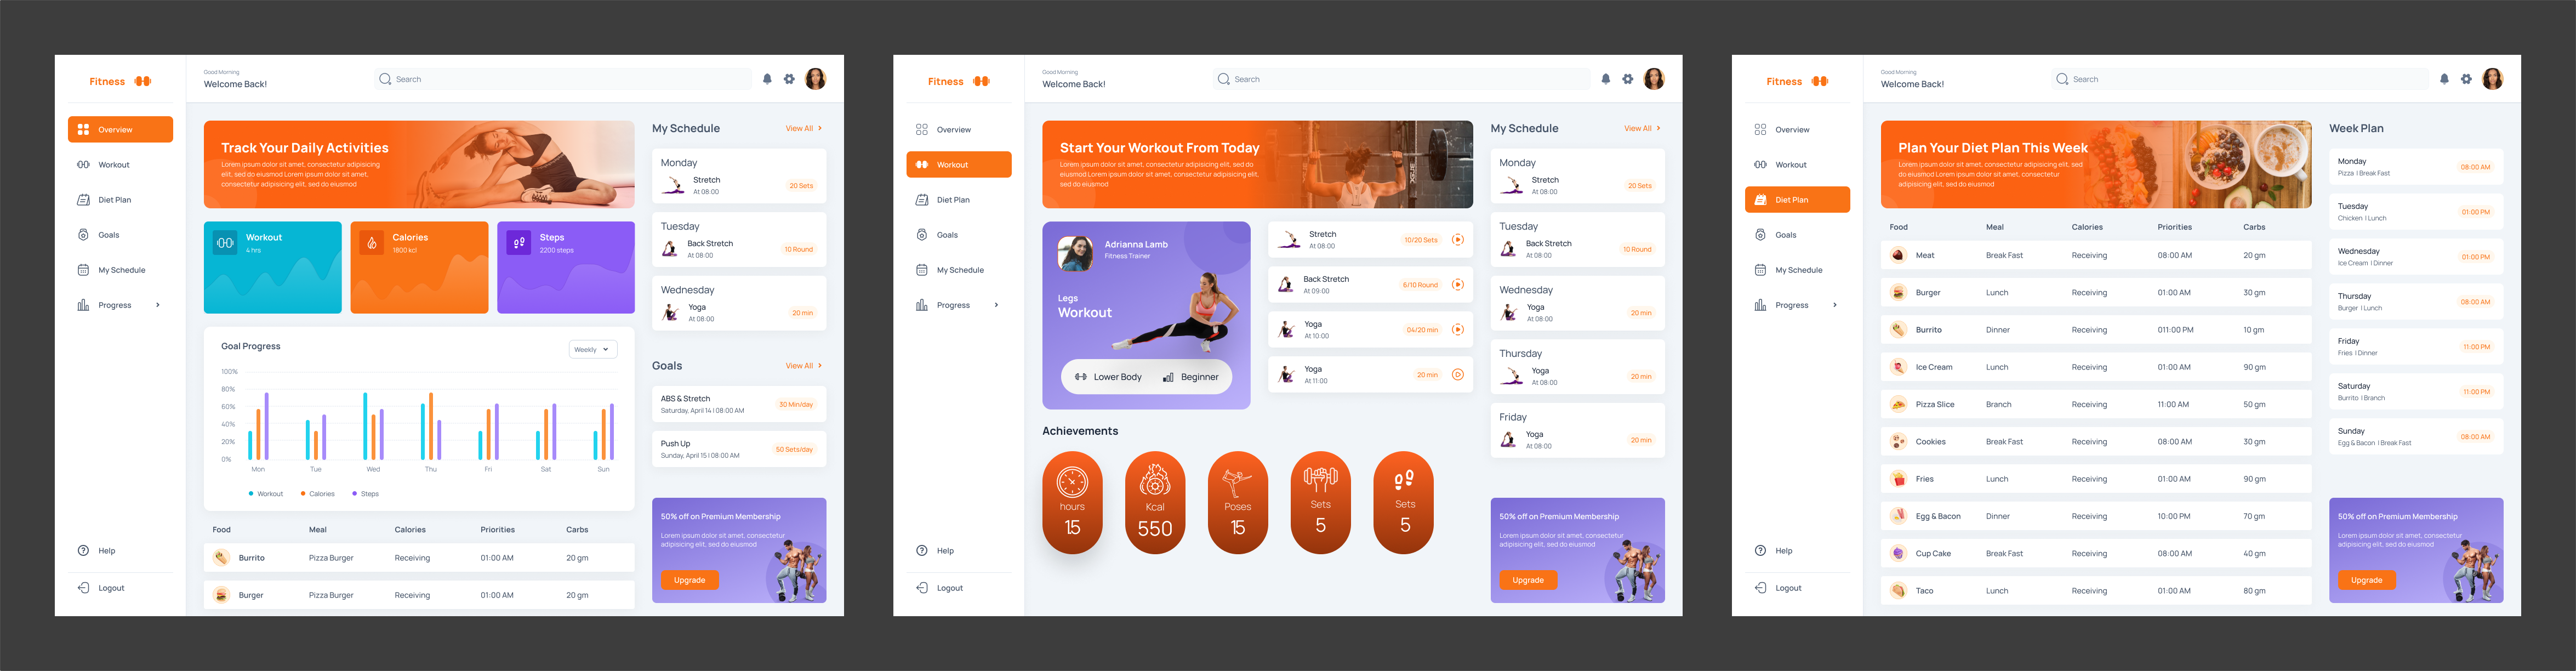 Fitness
Good Morning
Welcome Back!
Search
Overview
Workout
Diet Plan
Goals
My Schedule
Progress
Help
Logout
Track Your Daily Activities
Lorem ipsum dolor sit amet, consectetur adipisicing
elit, sed do eiusmod Lorem ipsum dolor sit amet,
consectetur adipisicing elit, sed do eiusmod
Workout
4 hrs
Calories
1800 kcl
Steps
2200 steps
Goal Progress
Weekly
100%
80%
60%
40%
20%
0%
Mon Tue Wed Thu Fri Sat Sun
Workout Calories Steps
Food Meal Calories Priorities Carbs
Burrito Pizza Burger Receiving 01:00 AM 20 gm
Burger Pizza Burger Receiving 01:00 AM 20 gm
My Schedule View All
Monday
Stretch
At 08:00
20 Sets
Tuesday
Back Stretch
At 08:00
10 Round
Wednesday
Yoga
At 08:00
20 min
Goals View All
ABS & Stretch
Saturday, April 14 | 08:00 AM
30 Min/day
Push Up
Sunday, April 15 | 08:00 AM
50 Sets/day
50% off on Premium Membership
Lorem ipsum dolor sit amet, consectetur
adipisicing elit, sed do eiusmod
Upgrade
Fitness
Good Morning
Welcome Back!
Search
Overview
Workout
Diet Plan
Goals
My Schedule
Progress
Help
Logout
Start Your Workout From Today
Lorem ipsum dolor sit amet, consectetur adipisicing elit, sed do
eiusmod Lorem ipsum dolor sit amet, consectetur adipisicing elit,
sed do eiusmod
Adrianna Lamb
Fitness Trainer
Legs
Workout
Lower Body Beginner
Stretch
At 08:00
10/20 Sets
Back Stretch
At 09:00
6/10 Round
Yoga
At 10:00
04/20 min
Yoga
At 11:00
20 min
Achievements
hours
15
Kcal
550
Poses
15
Sets
5
Sets
5
My Schedule View All
Monday
Stretch
At 08:00
20 Sets
Tuesday
Back Stretch
At 08:00
10 Round
Wednesday
Yoga
At 08:00
20 min
Thursday
Yoga
At 08:00
20 min
Friday
Yoga
At 08:00
20 min
50% off on Premium Membership
Lorem ipsum dolor sit amet, consectetur
adipisicing elit, sed do eiusmod
Upgrade
Fitness
Good Morning
Welcome Back!
Search
Overview
Workout
Diet Plan
Goals
My Schedule
Progress
Help
Logout
Plan Your Diet Plan This Week
Lorem ipsum dolor sit amet, consectetur adipisicing elit, sed
do eiusmod Lorem ipsum dolor sit amet, consectetur
adipisicing elit, sed do eiusmod
Food Meal Calories Priorities Carbs
Meat Break Fast Receiving 08:00 AM 20 gm
Burger Lunch Receiving 01:00 AM 30 gm
Burrito Dinner Receiving 011:00 PM 10 gm
Ice Cream Lunch Receiving 01:00 AM 90 gm
Pizza Slice Branch Receiving 11:00 AM 50 gm
Cookies Break Fast Receiving 08:00 AM 30 gm
Fries Lunch Receiving 01:00 AM 90 gm
Egg & Bacon Dinner Receiving 10:00 PM 70 gm
Cup Cake Break Fast Receiving 08:00 AM 40 gm
Taco Lunch Receiving 01:00 AM 80 gm
Week Plan
Monday
Pizza | Break Fast
08:00 AM
Tuesday
Chicken | Lunch
01:00 PM
Wednesday
Ice Cream | Dinner
01:00 PM
Thursday
Burger | Lunch
08:00 AM
Friday
Fries | Dinner
11:00 PM
Saturday
Burrito | Branch
11:00 PM
Sunday
Egg & Bacon | Break Fast
08:00 AM
50% off on Premium Membership
Lorem ipsum dolor sit amet, consectetur
adipisicing elit, sed do eiusmod
Upgrade